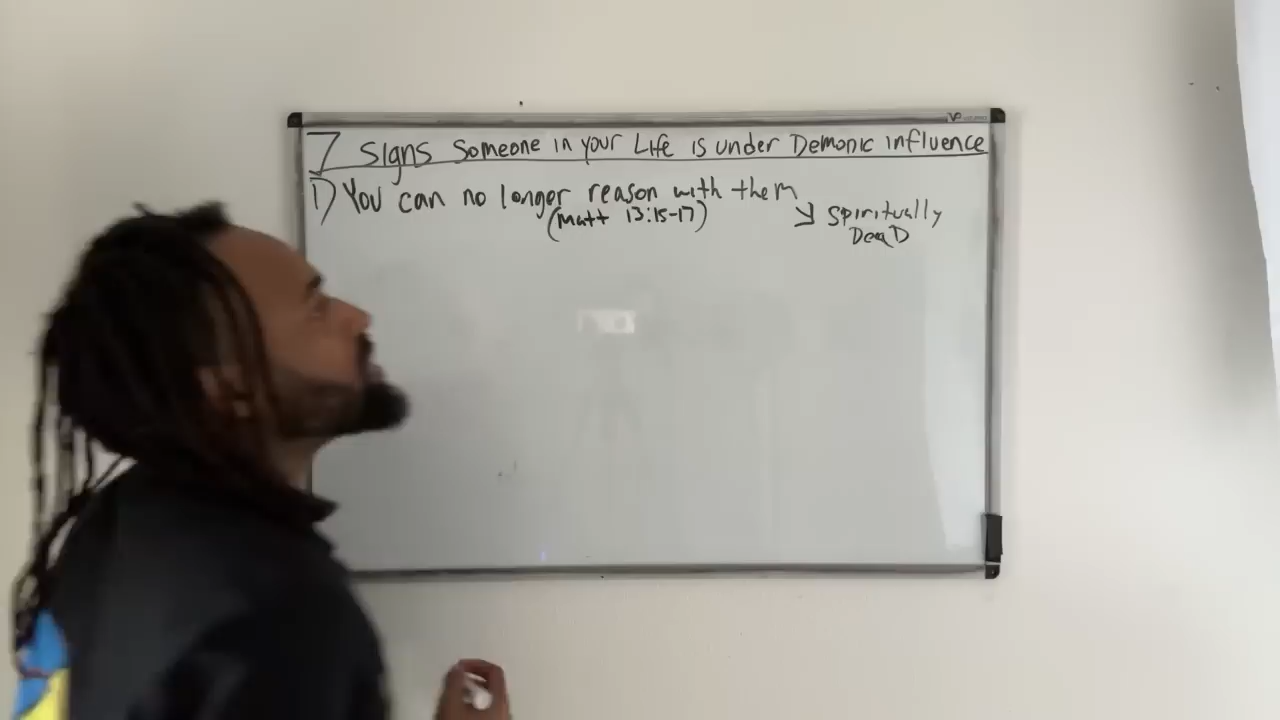 7 Signs Someone in your Life is under Demonic influence
1) You can no longer reason with them
(Matt 13:15-17)
↘ Spiritually
DeaD